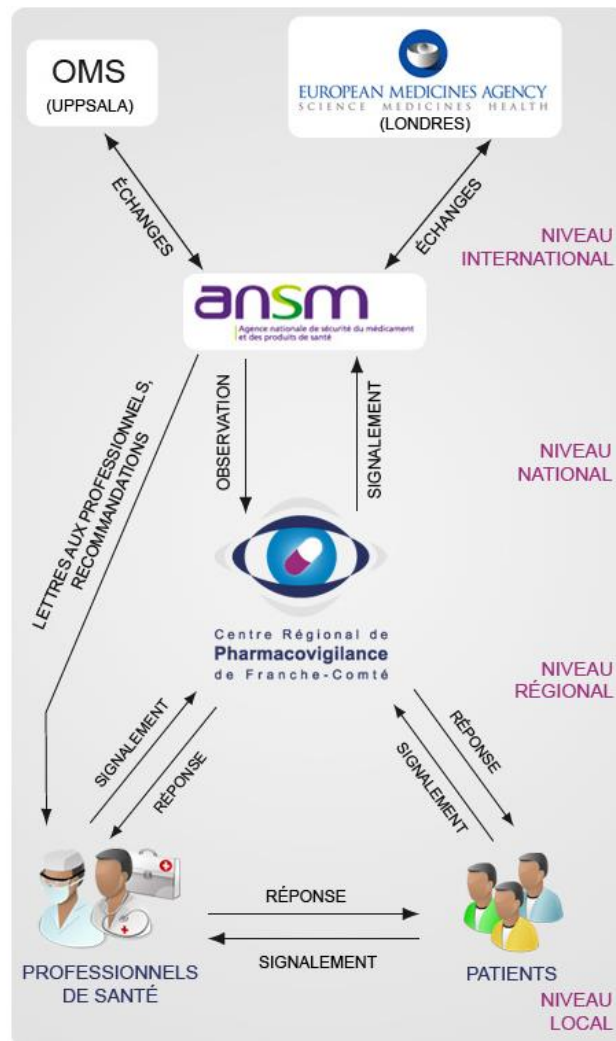 OMS
(UPPSALA)
EUROPEAN MEDICINES AGENCY
SCIENCE MEDICINES HEALTH
(LONDRES)
ÉCHANGES
ÉCHANGES
NIVEAU
INTERNATIONAL
ansm
Agence nationale de sécurité du médicament
et des produits de santé
LETTRES AUX PROFESSIONNELS,
RECOMMANDATIONS
OBSERVATION
SIGNALEMENT
NIVEAU
NATIONAL
Centre Régional de
Pharmacovigilance
de Franche-Comté
NIVEAU
RÉGIONAL
SIGNALEMENT
RÉPONSE
SIGNALEMENT
RÉPONSE
RÉPONSE
SIGNALEMENT
PROFESSIONNELS
DE SANTÉ
PATIENTS
NIVEAU
LOCAL